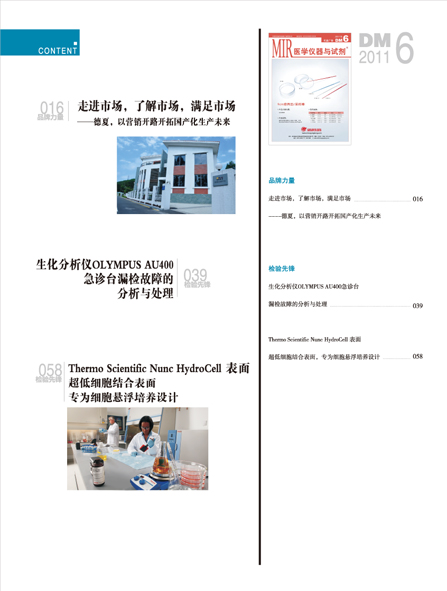 CONTENT
016
品牌力量
走进市场，了解市场，满足市场
——德夏，以营销开路开拓国产化生产未来
生化分析仪OLYMPUS AU400
急诊台漏检故障的
分析与处理
039
检验先锋
058
检验先锋
Thermo Scientific Nunc HydroCell 表面
超低细胞结合表面
专为细胞悬浮培养设计
DM 6
MIR 医学仪器与试剂
DM
2011
6
品牌力量
走进市场，了解市场，满足市场 016
——德夏，以营销开路开拓国产化生产未来
检验先锋
生化分析仪OLYMPUS AU400急诊台
漏检故障的分析与处理 039
Thermo Scientific Nunc HydroCell 表面
超低细胞结合表面，专为细胞悬浮培养设计 058